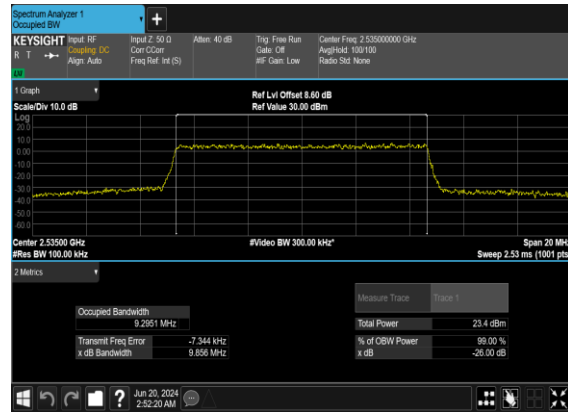 Spectrum Analyzer 1
Occupied BW
+
KEYSIGHT Input: RF Input Z: 50 Ω Atten: 40 dB Trig: Free Run Center Freq: 2.535000000 GHz
R T Coupling: DC Corr CCorr Gate: Off Avg|Hold: 100/100
Align: Auto Freq Ref: Int (S) #IF Gain: Low Radio Std: None
LW
1 Graph
Ref Lvl Offset 8.60 dB
Scale/Div 10.0 dB Ref Value 30.00 dBm
Log
20.0
10.0
0.00
-10.0
-20.0
-30.0
-40.0
-50.0
-60.0
Center 2.53500 GHz #Video BW 300.00 kHz* Span 20 MHz
#Res BW 100.00 kHz Sweep 2.53 ms (1001 pts)
2 Metrics
Measure Trace Trace 1
Occupied Bandwidth
9.2951 MHz
Total Power 23.4 dBm
Transmit Freq Error -7.344 kHz % of OBW Power 99.00 %
x dB Bandwidth 9.856 MHz x dB -26.00 dB
?
Jun 20, 2024
2:52:20 AM